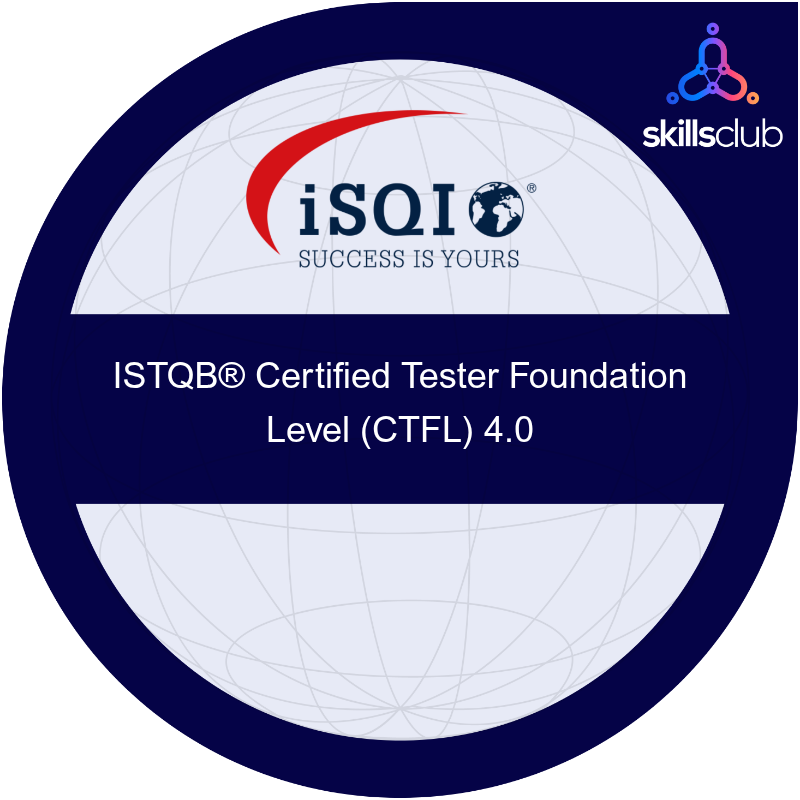 skillsclub
iSQI®
SUCCESS IS YOURS
ISTQB® Certified Tester Foundation
Level (CTFL) 4.0